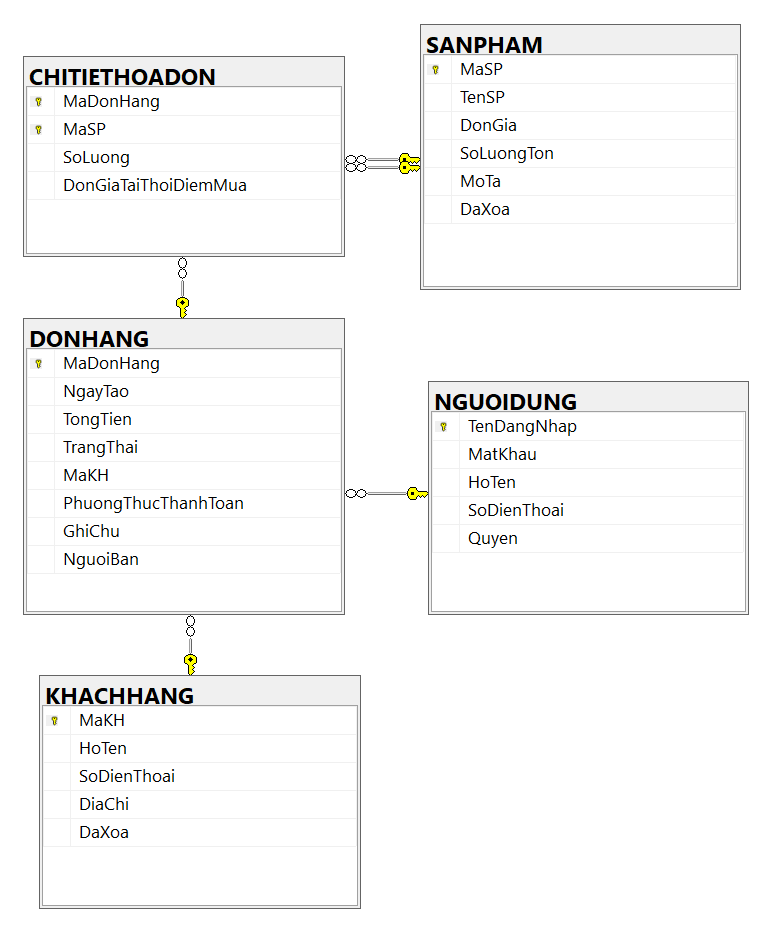 CHITIETHOADON
MaDonHang
MaSP
SoLuong
DonGiaTaiThoiDiemMua
SANPHAM
MaSP
TenSP
DonGia
SoLuongTon
MoTa
DaXoa
DONHANG
MaDonHang
NgayTao
TongTien
TrangThai
MaKH
PhuongThucThanhToan
GhiChu
NguoiBan
NGUOIDUNG
TenDangNhap
MatKhau
HoTen
SoDienThoai
Quyen
KHACHHANG
MaKH
HoTen
SoDienThoai
DiaChi
DaXoa